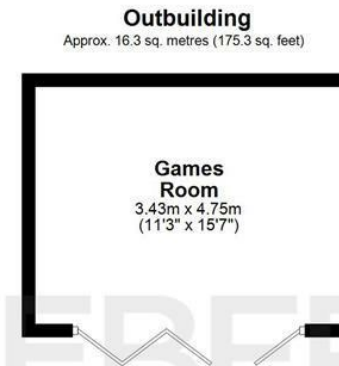 Outbuilding
Approx. 16.3 sq. metres (175.3 sq. feet)
Games
Room
3.43m x 4.75m
(11'3" x 15'7")